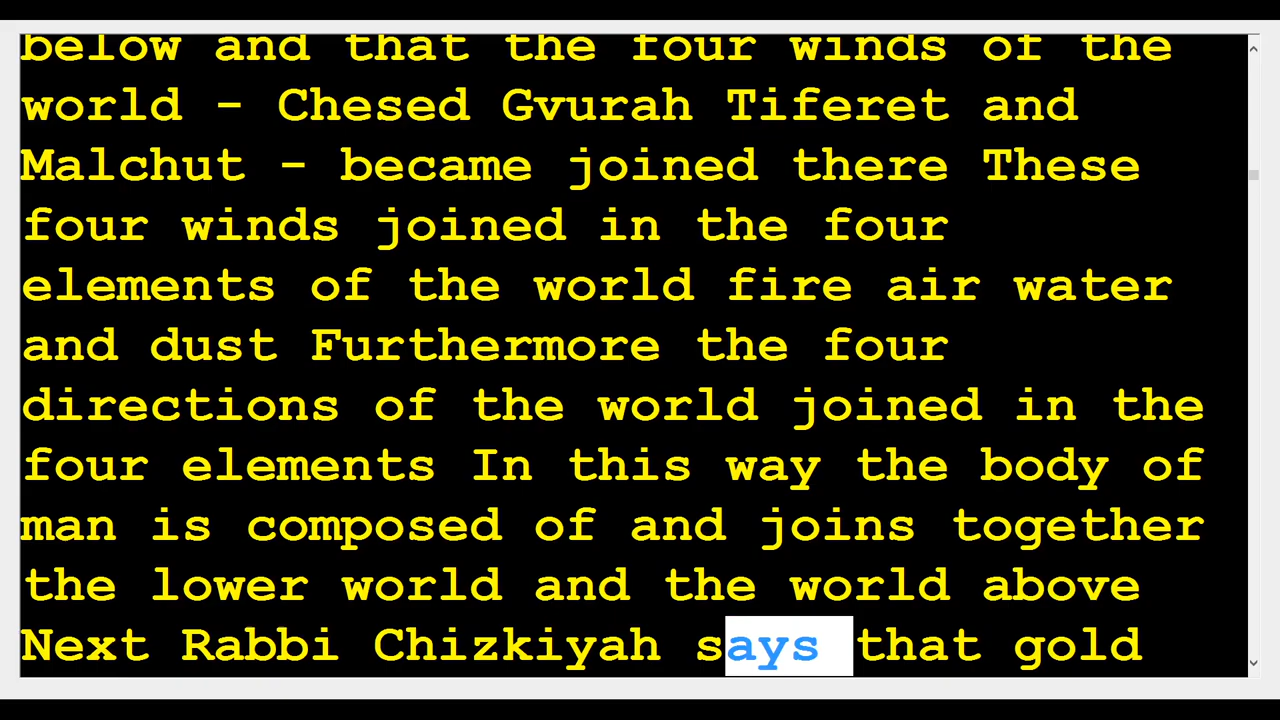 below and that the four winds of the
world - Chesed Gvurah Tiferet and
Malchut - became joined there These
four winds joined in the four
elements of the world fire air water
and dust Furthermore the four
directions of the world joined in the
four elements In this way the body of
man is composed of and joins together
the lower world and the world above
Next Rabbi Chizkiyah says that gold